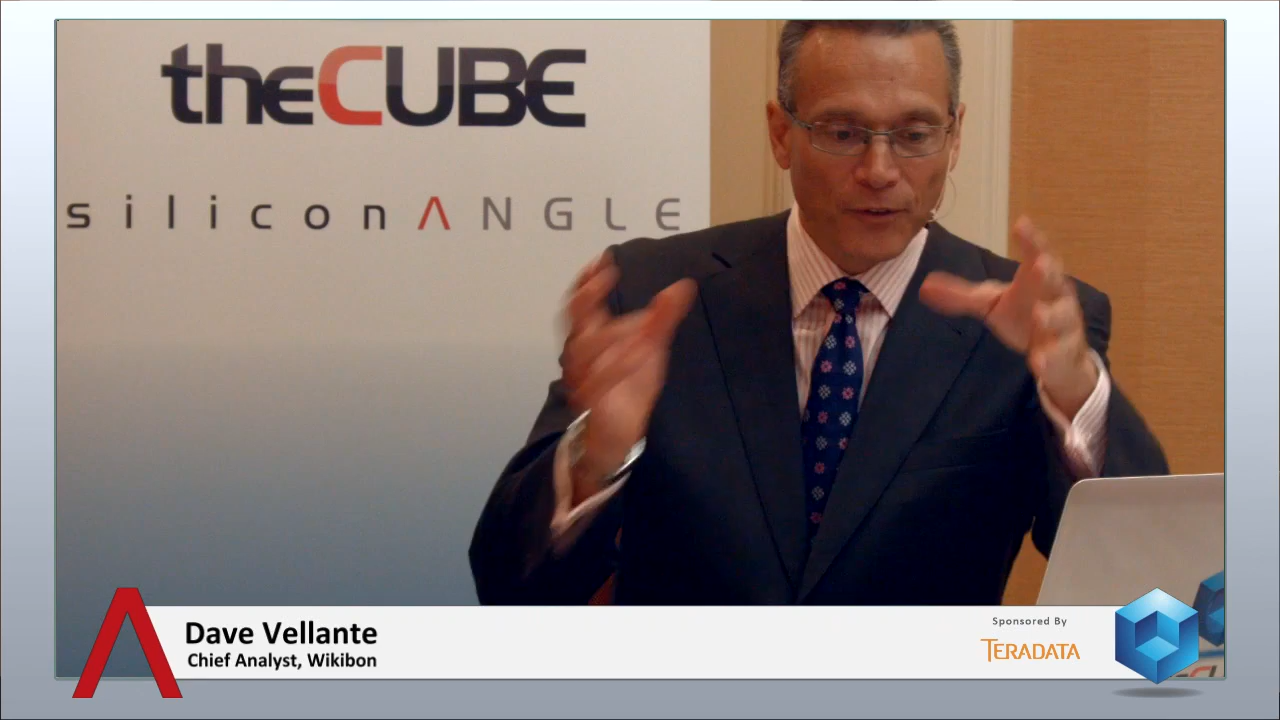 theCUBE
siliconANGLE
Dave Vellante
Chief Analyst, Wikibon
Sponsored By
TERADATA